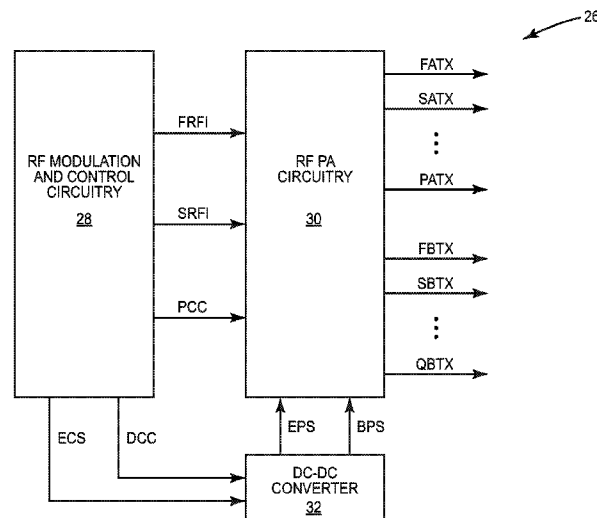 26
FATX
SATX
FRFI
RF MODULATION
AND CONTROL
CIRCUITRY
28
RF PA
CIRCUITRY
30
PATX
SRFI
FBTX
SBTX
PCC
QBTX
ECS
DCC
EPS
BPS
DC-DC
CONVERTER
32